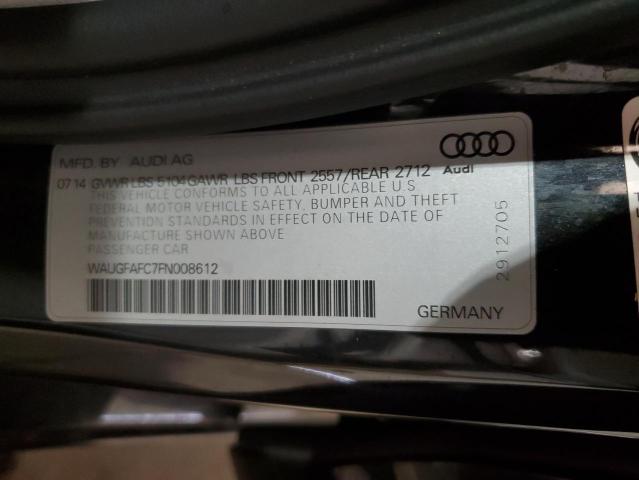 MFD. BY AUDI AG
0714 GVWR LBS 5104 GAWR LBS FRONT 2557/REAR 2712
Audi
THIS VEHICLE CONFORMS TO ALL APPLICABLE U.S
FEDERAL MOTOR VEHICLE SAFETY, BUMPER AND THEFT
PREVENTION STANDARDS IN EFFECT ON THE DATE OF
MANUFACTURE SHOWN ABOVE
PASSENGER CAR
WAUGFAFC7FN008612
GERMANY
2912705